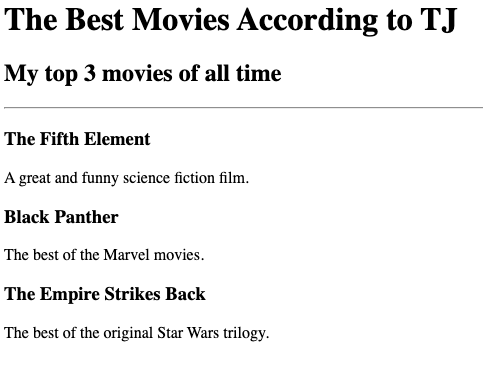 The Best Movies According to TJ
My top 3 movies of all time
The Fifth Element
A great and funny science fiction film.
Black Panther
The best of the Marvel movies.
The Empire Strikes Back
The best of the original Star Wars trilogy.